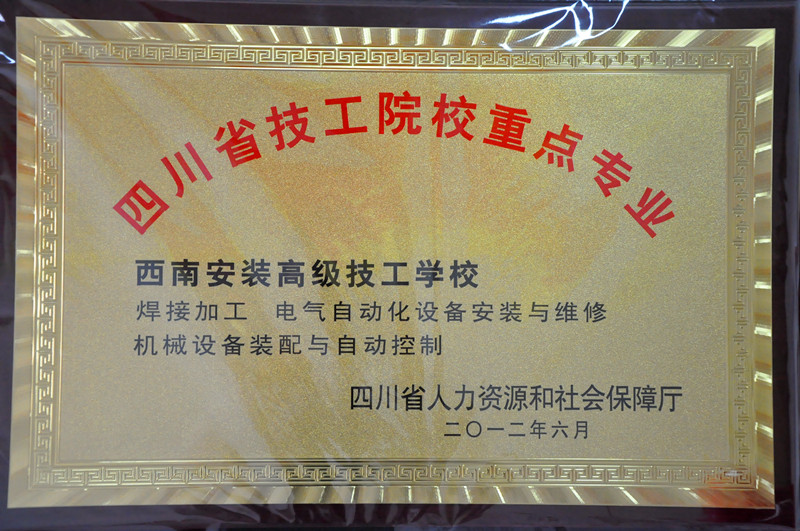 四川省技工院校重点专业
西南安装高级技工学校
焊接加工 电气自动化设备安装与维修
机械设备装配与自动控制
四川省人力资源和社会保障厅
二〇一二年六月